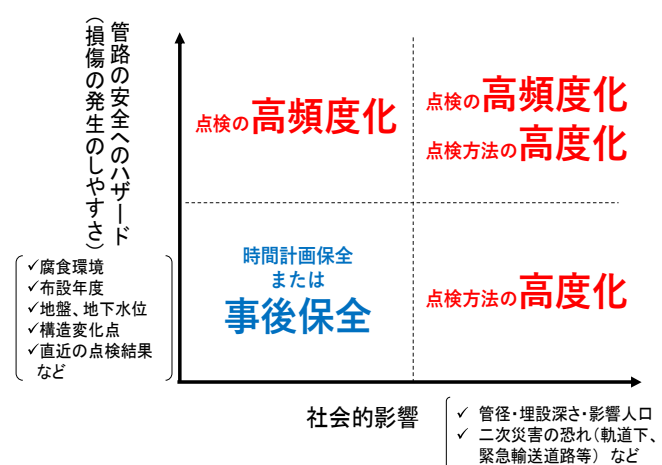 管路の安全へのハザード
(損傷の発生のしやすさ)
✓腐食環境
✓布設年度
✓地盤、地下水位
✓構造変化点
✓直近の点検結果
など
点検の高頻度化
点検の高頻度化
点検方法の高度化
時間計画保全
または
事後保全
点検方法の高度化
社会的影響
✓ 管径・埋設深さ・影響人口
✓ 二次災害の恐れ(軌道下、
緊急輸送道路等) など